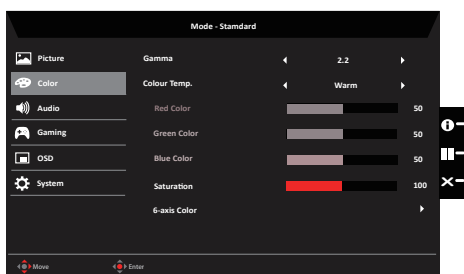 Mode - Stamdard
Picture
Gamma
2.2
Color
Colour Temp.
Warm
Audio
Red Color
50
Gaming
Green Color
50
OSD
Blue Color
50
System
Saturation
100
6-axis Color
Move
Enter